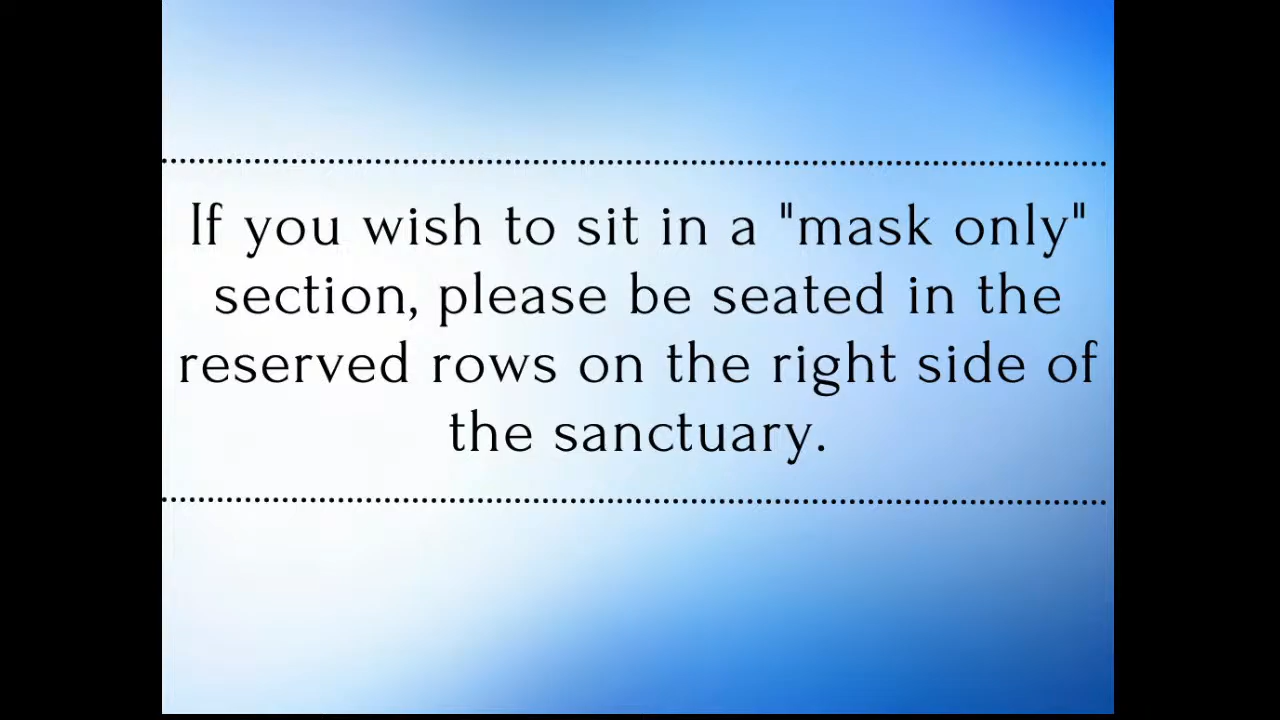 If you wish to sit in a "mask only"
section, please be seated in the
reserved rows on the right side of
the sanctuary.